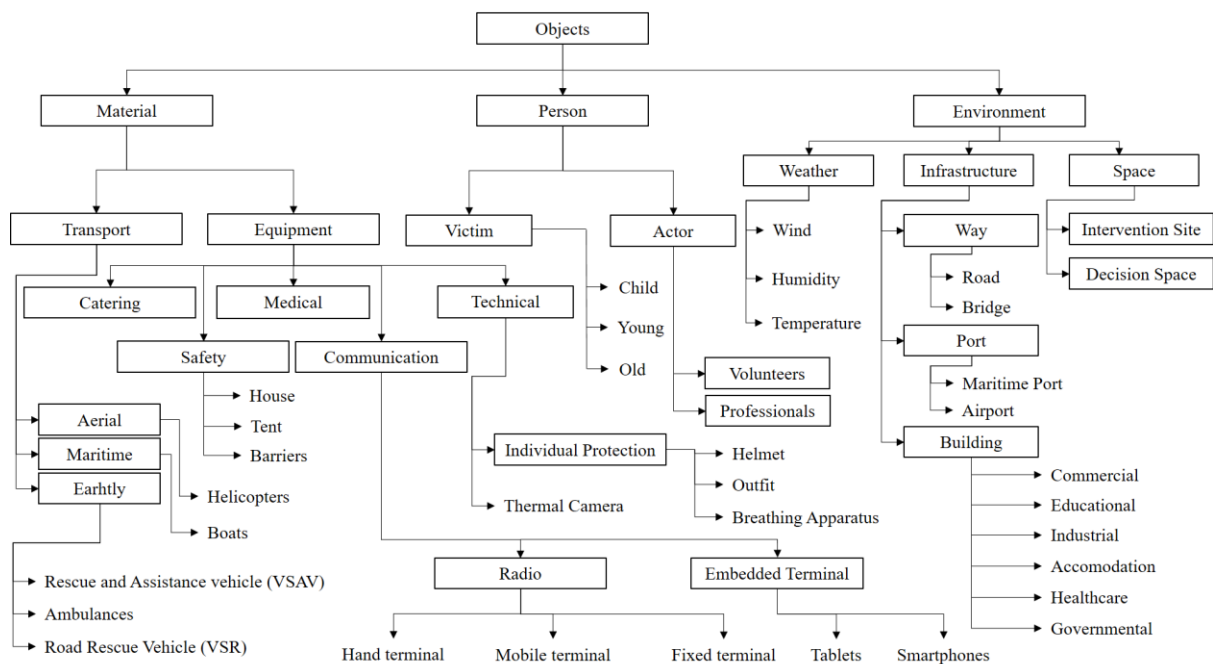 Objects
Material
Person
Environment
Weather
Infrastructure
Space
Transport
Equipment
Victim
Actor
Wind
Way
Intervention Site
Catering
Medical
Technical
Child
Humidity
Road
Decision Space
Young
Bridge
Temperature
Safety
Communication
Old
Port
Volunteers
Maritime Port
House
Professionals
Airport
Aerial
Tent
Building
Maritime
Barriers
Individual Protection
Helmet
Commercial
Earhtly
Outfit
Helicopters
Thermal Camera
Breathing Apparatus
Educational
Boats
Industrial
Radio
Embedded Terminal
Accomodation
Rescue and Assistance vehicle (VSAV)
Healthcare
Ambulances
Governmental
Road Rescue Vehicle (VSR)
Hand terminal
Mobile terminal
Fixed terminal
Tablets
Smartphones